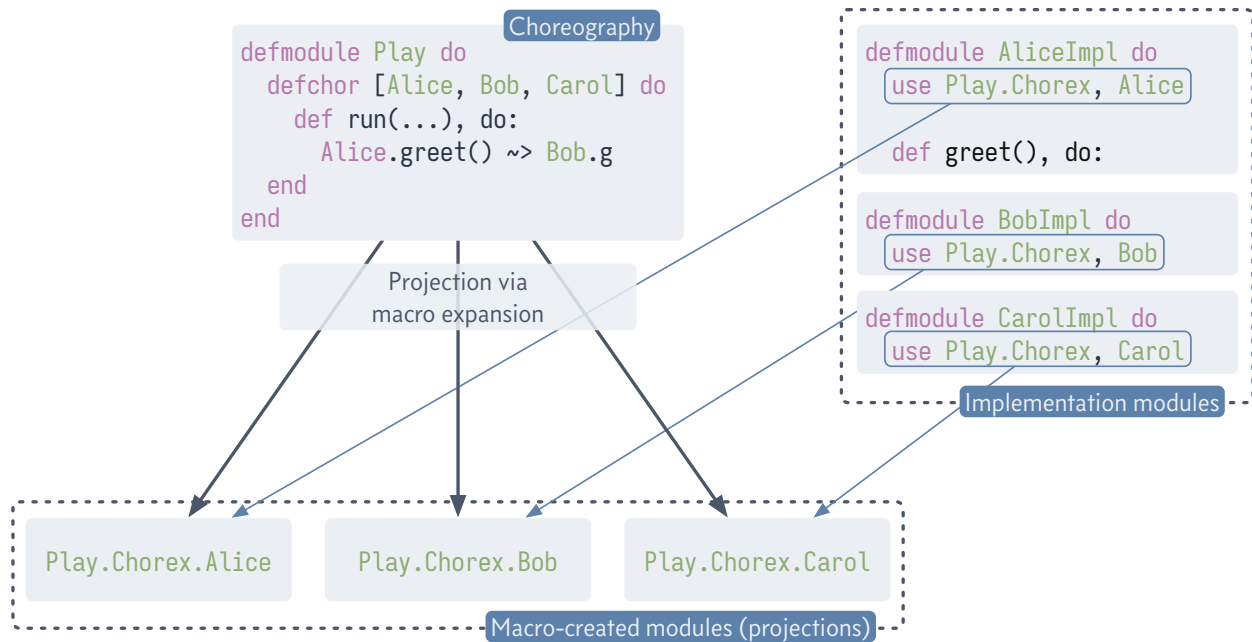 Choreography
defmodule Play do
defchor [Alice, Bob, Carol] do
def run(...), do:
Alice.greet() ~> Bob.g
end
end
Projection via
macro expansion
defmodule AliceImpl do
use Play.Chorex, Alice
def greet(), do:
defmodule BobImpl do
use Play.Chorex, Bob
defmodule CarolImpl do
use Play.Chorex, Carol
Implementation modules
Play.Chorex.Alice
Play.Chorex.Bob
Play.Chorex.Carol
Macro-created modules (projections)